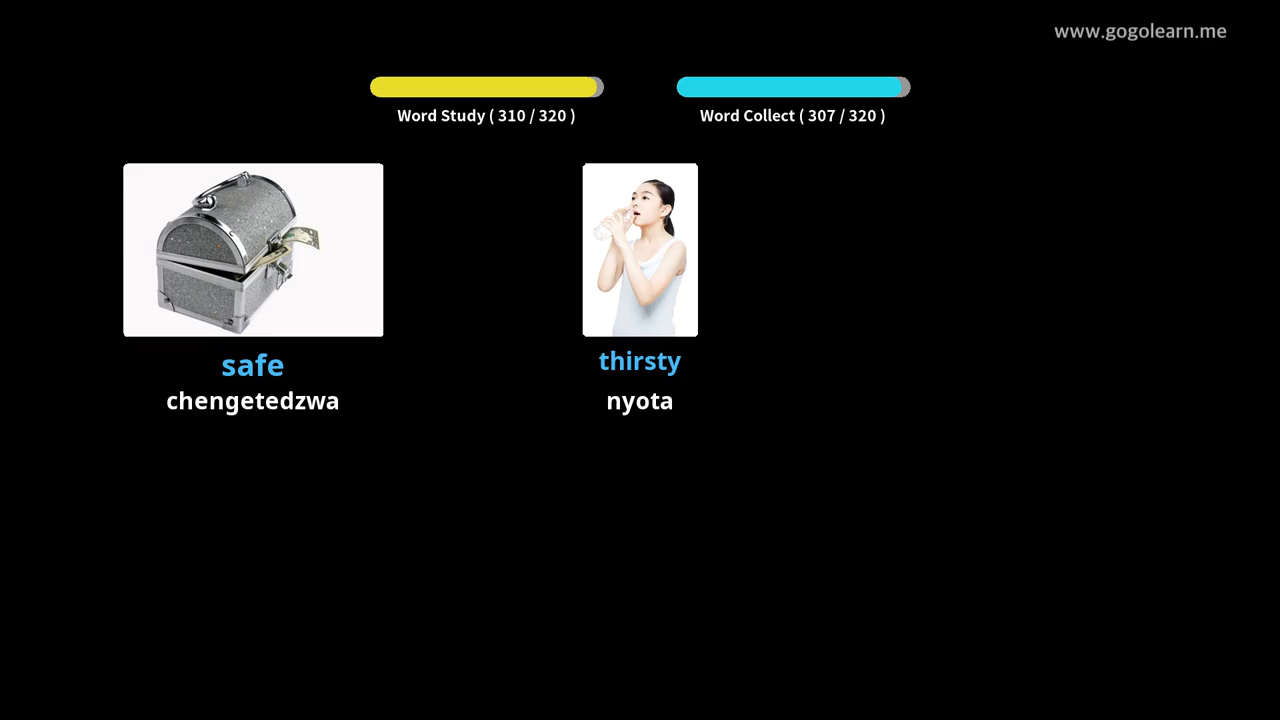 www.gogolearn.me
Word Study ( 310 / 320 )
Word Collect ( 307 / 320 )
safe
chengetedzwa
thirsty
nyota